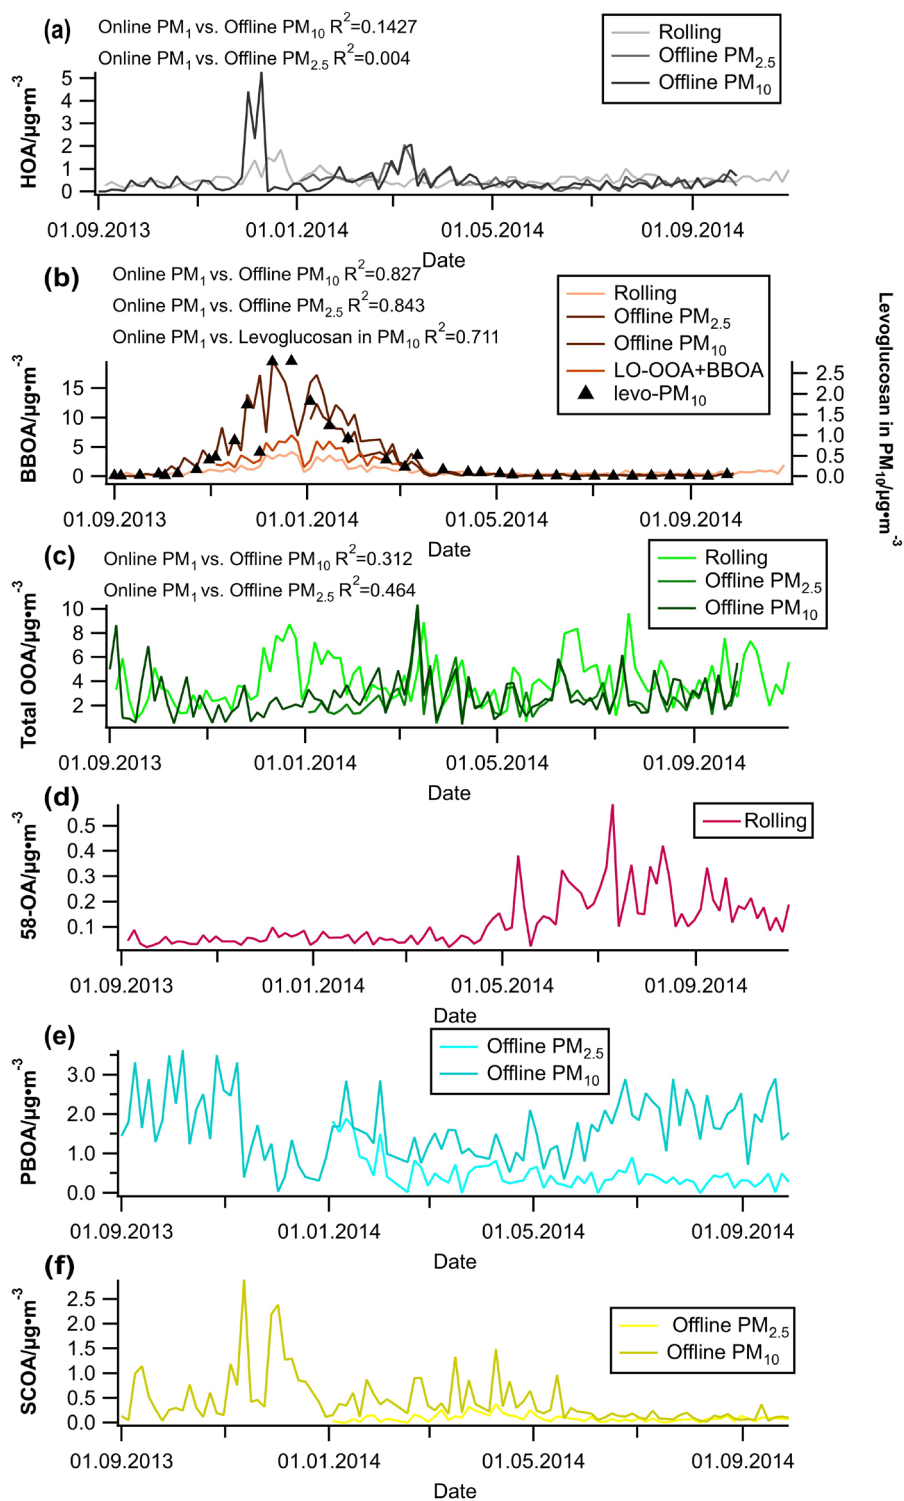 (a)
Online PM1 vs. Offline PM10 R2=0.1427
Online PM1 vs. Offline PM2.5 R2=0.004
Rolling
Offline PM2.5
Offline PM10
HOA/µg•m-3
5
4
3
2
1
0
01.09.2013 01.01.2014 01.05.2014 01.09.2014
Date
(b)
Online PM1 vs. Offline PM10 R2=0.827
Online PM1 vs. Offline PM2.5 R2=0.843
Online PM1 vs. Levoglucosan in PM10 R2=0.711
Rolling
Offline PM2.5
Offline PM10
LO-OOA+BBOA
levo-PM10
BBOA/µg•m-3
15
10
5
0
2.5
2.0
1.5
1.0
0.5
0.0
Levoglucosan in PM10/µg•m-3
01.09.2013 01.01.2014 01.05.2014 01.09.2014
Date
(c)
Online PM1 vs. Offline PM10 R2=0.312
Online PM1 vs. Offline PM2.5 R2=0.464
Rolling
Offline PM2.5
Offline PM10
Total OOA/µg•m-3
10
8
6
4
2
01.09.2013 01.01.2014 01.05.2014 01.09.2014
Date
(d)
Rolling
58-OA/µg•m-3
0.5
0.4
0.3
0.2
0.1
01.09.2013 01.01.2014 01.05.2014 01.09.2014
Date
(e)
Offline PM2.5
Offline PM10
PBOA/µg•m-3
3.0
2.0
1.0
0.0
01.09.2013 01.01.2014 01.05.2014 01.09.2014
Date
(f)
Offline PM2.5
Offline PM10
SCOA/µg•m-3
2.5
2.0
1.5
1.0
0.5
0.0
01.09.2013 01.01.2014 01.05.2014 01.09.2014
Date